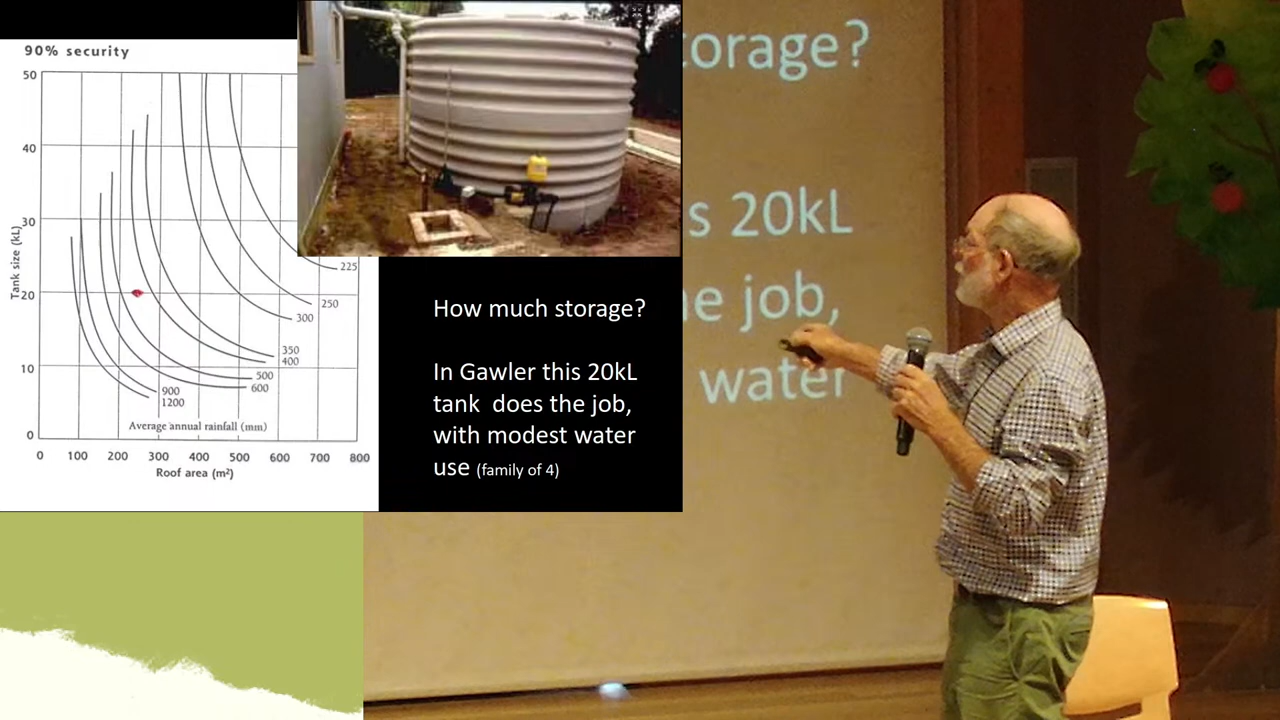 90% security
50
40
30
20
10
0
Tank size (kL)
0 100 200 300 400 500 600 700 800
Roof area (m²)
225
250
300
350
400
500
600
900
1200
Average annual rainfall (mm)
How much storage?
In Gawler this 20kL
tank does the job,
with modest water
use (family of 4)
orage?
s 20kL
e job,
water